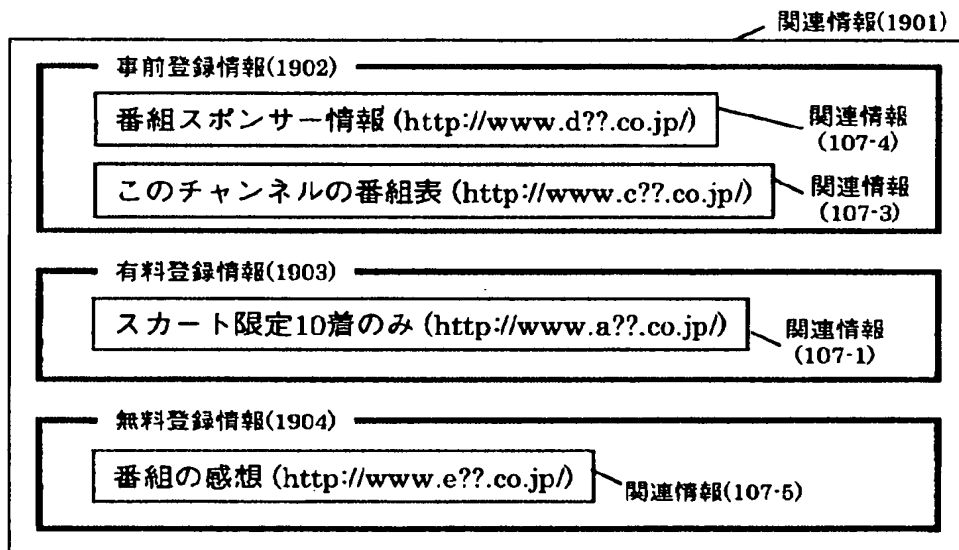 関連情報(1901)
事前登録情報(1902)
番組スポンサー情報(http://www.d??.co.jp/)
関連情報
(107-4)
このチャンネルの番組表(http://www.c??.co.jp/)
関連情報
(107-3)
有料登録情報(1903)
スカート限定10着のみ(http://www.a??.co.jp/)
関連情報
(107-1)
無料登録情報(1904)
番組の感想(http://www.e??.co.jp/)
関連情報(107-5)